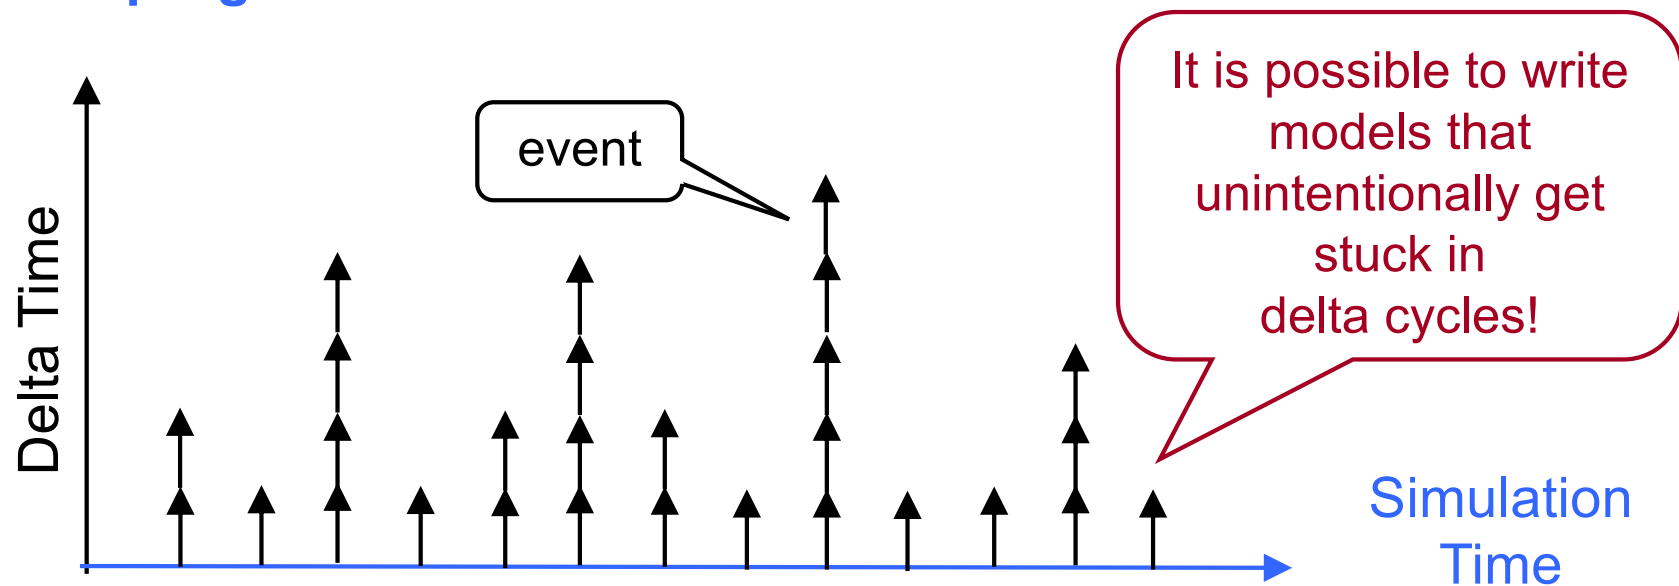 It is possible to write
models that
unintentionally get
stuck in
delta cycles!
event
Delta Time
Simulation
Time